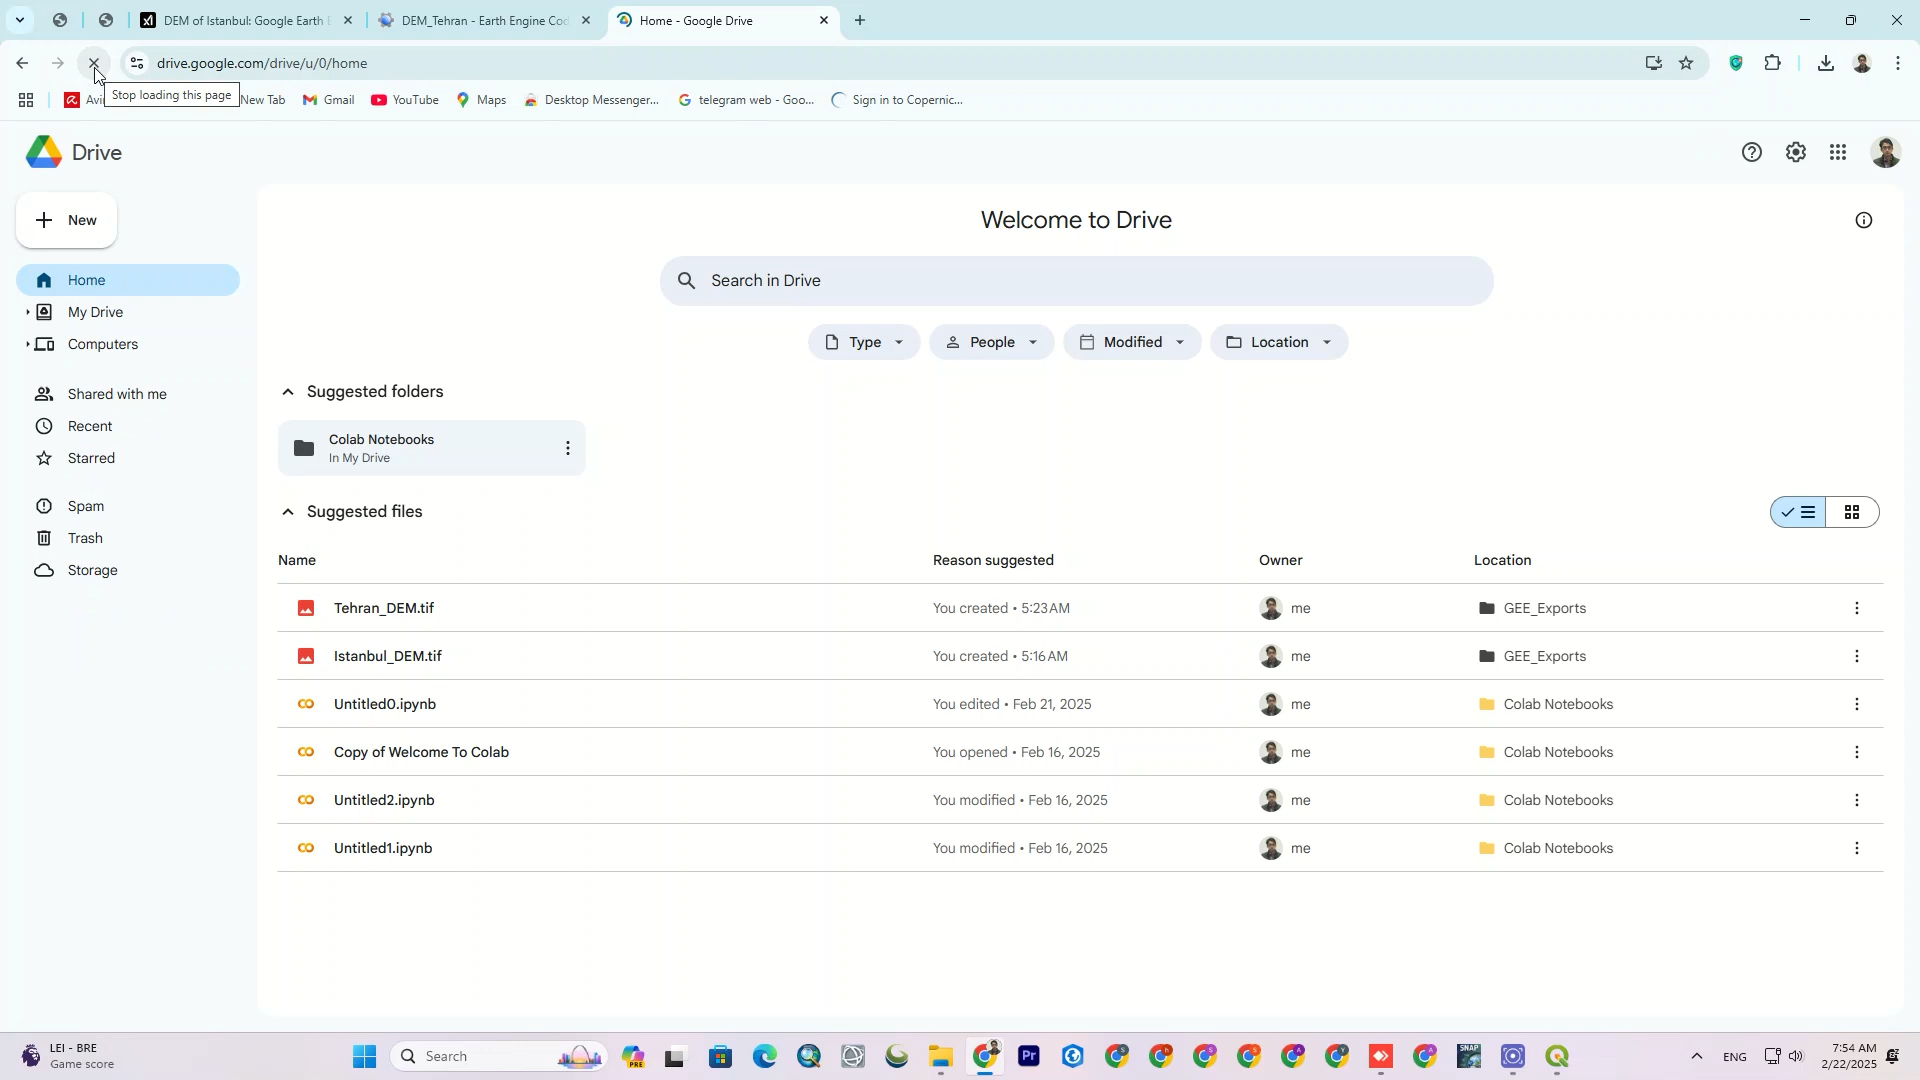 DEM of Istanbul: Google Earth E
DEM_Tehran - Earth Engine Cod
Home - Google Drive
drive.google.com/drive/u/0/home
Avi
Stop loading this page
New Tab
Gmail
YouTube
Maps
Desktop Messenger...
telegram web - Goo...
Sign in to Copernic...
Drive
New
Welcome to Drive
Search in Drive
Home
My Drive
Computers
Type
People
Modified
Location
Shared with me
Recent
Starred
Suggested folders
Colab Notebooks
In My Drive
Spam
Trash
Storage
Suggested files
Name Reason suggested Owner Location
Tehran_DEM.tif You created • 5:23 AM me GEE_Exports
Istanbul_DEM.tif You created • 5:16 AM me GEE_Exports
Untitled0.ipynb You edited • Feb 21, 2025 me Colab Notebooks
Copy of Welcome To Colab You opened • Feb 16, 2025 me Colab Notebooks
Untitled2.ipynb You modified • Feb 16, 2025 me Colab Notebooks
Untitled1.ipynb You modified • Feb 16, 2025 me Colab Notebooks
LEI - BRE
Game score
Search
PRE
Pr
SNAP
ENG
7:54 AM
2/22/2025